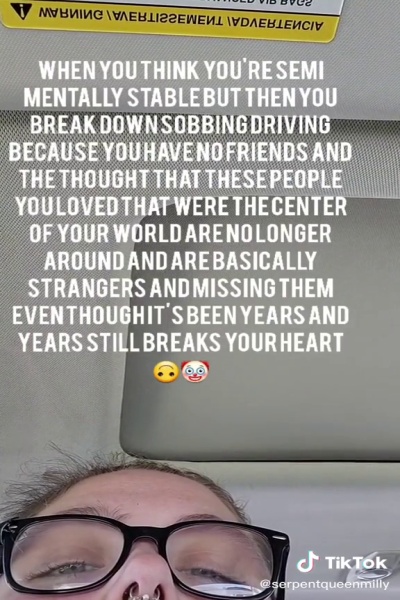 AIR BAGS
WARNING / AVERTISSEMENT / ADVERTENCIA
WHEN YOU THINK YOU'RE SEMI
MENTALLY STABLE BUT THEN YOU
BREAK DOWN SOBBING DRIVING
BECAUSE YOU HAVE NO FRIENDS AND
THE THOUGHT THAT THESE PEOPLE
YOU LOVED THAT WERE THE CENTER
OF YOUR WORLD ARE NO LONGER
AROUND AND ARE BASICALLY
STRANGERS AND MISSING THEM
EVEN THOUGH IT'S BEEN YEARS AND
YEARS STILL BREAKS YOUR HEART
🙃🤡
TikTok
@serpentqueenmilly